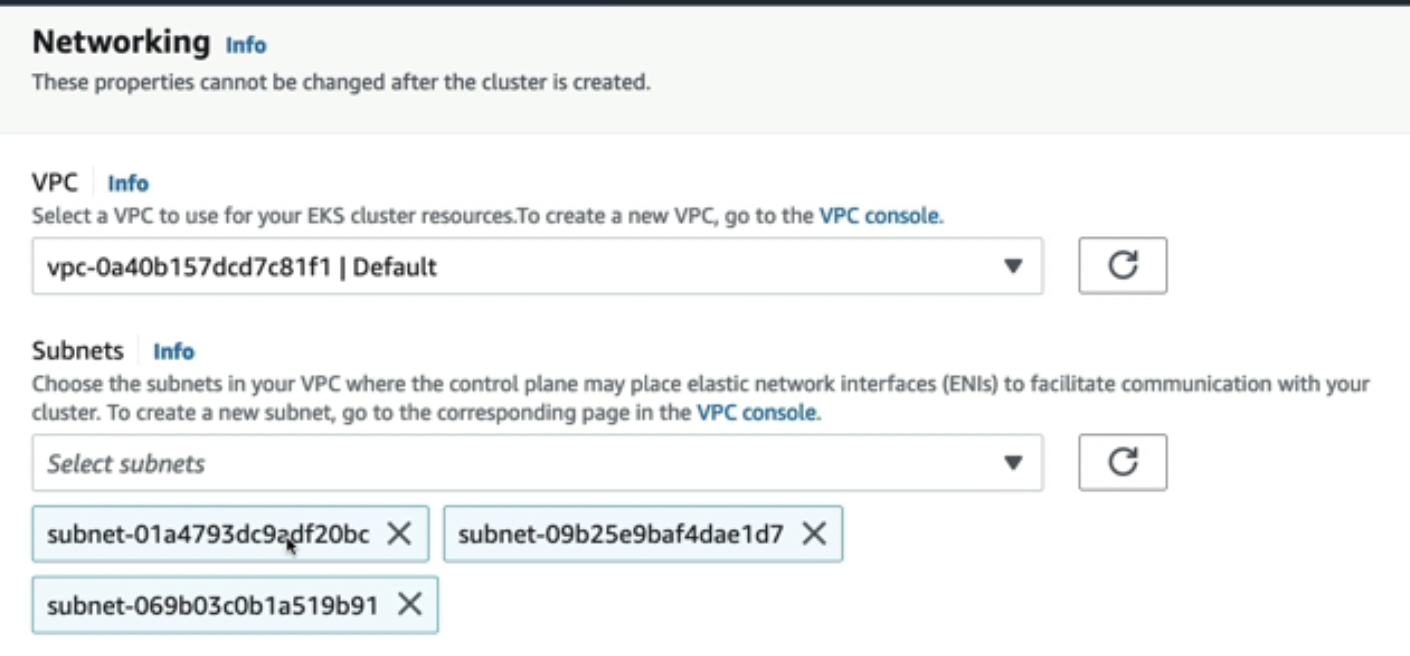 Networking Info
These properties cannot be changed after the cluster is created.
VPC Info
Select a VPC to use for your EKS cluster resources.To create a new VPC, go to the VPC console.
vpc-0a40b157dcd7c81f1 | Default
Subnets Info
Choose the subnets in your VPC where the control plane may place elastic network interfaces (ENIs) to facilitate communication with your
cluster. To create a new subnet, go to the corresponding page in the VPC console.
Select subnets
subnet-01a4793dc9adf20bc subnet-09b25e9baf4dae1d7
subnet-069b03c0b1a519b91